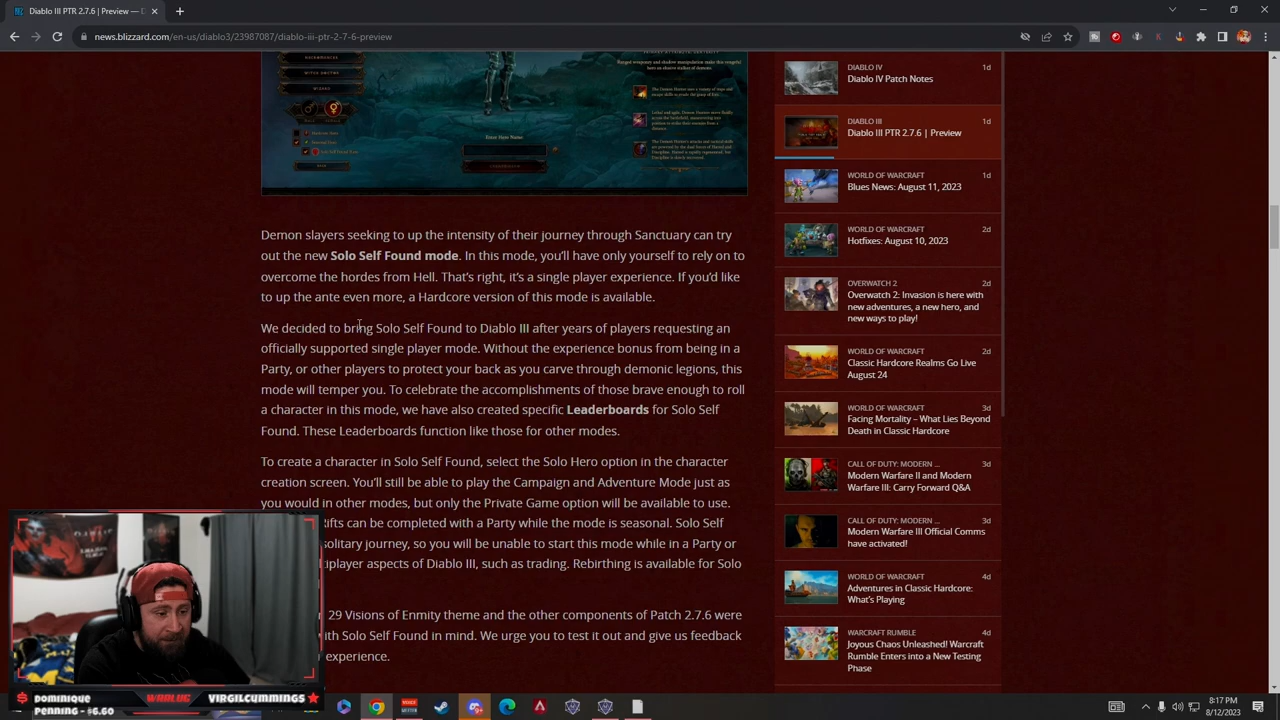 Diablo III PTR 2.7.6 | Preview —
news.blizzard.com/en-us/diablo3/23987087/diablo-iii-ptr-2-7-6-preview
WITCH DOCTOR
WIZARD
Enter Hero Name
Demon slayers seeking to up the intensity of their journey through Sanctuary can try
out the new Solo Self Found mode. In this mode, you'll have only yourself to rely on to
overcome the hordes from Hell. That's right, it's a single player experience. If you'd like
to up the ante even more, a Hardcore version of this mode is available.
We decided to bring Solo Self Found to Diablo III after years of players requesting an
officially supported single player mode. Without the experience bonus from being in a
Party, or other players to protect your back as you carve through demonic legions, this
mode will temper you. To celebrate the accomplishments of those brave enough to roll
a character in this mode, we have also created specific Leaderboards for Solo Self
Found. These Leaderboards function like those for other modes.
To create a character in Solo Self Found, select the Solo Hero option in the character
creation screen. You'll still be able to play the Campaign and Adventure Mode just as
you would in other modes, but only the Private Game option will be available to use.
Rifts can be completed with a Party while the mode is seasonal. Solo Self
solitary journey, so you will be unable to start this mode while in a Party or
multiplayer aspects of Diablo III, such as trading. Rebirthing is available for Solo
29 Visions of Enmity theme and the other components of Patch 2.7.6 were
with Solo Self Found in mind. We urge you to test it out and give us feedback
experience.
DIABLO IV 1d
Diablo IV Patch Notes
DIABLO III 1d
Diablo III PTR 2.7.6 | Preview
WORLD OF WARCRAFT 1d
Blues News: August 11, 2023
WORLD OF WARCRAFT 2d
Hotfixes: August 10, 2023
OVERWATCH 2 2d
Overwatch 2: Invasion is here with
new adventures, a new hero, and
new ways to play!
WORLD OF WARCRAFT 2d
Classic Hardcore Realms Go Live
August 24
WORLD OF WARCRAFT 3d
Facing Mortality – What Lies Beyond
Death in Classic Hardcore
CALL OF DUTY: MODERN ... 3d
Modern Warfare II and Modern
Warfare III: Carry Forward Q&A
CALL OF DUTY: MODERN ... 3d
Modern Warfare III Official Comms
have activated!
WORLD OF WARCRAFT 4d
Adventures in Classic Hardcore:
What's Playing
WARCRAFT RUMBLE 4d
Joyous Chaos Unleashed! Warcraft
Rumble Enters into a New Testing
Phase
dominique
penning - $6.60
WARLUG
VIRGILCUMMINGS
8:17 PM
8/12/2023